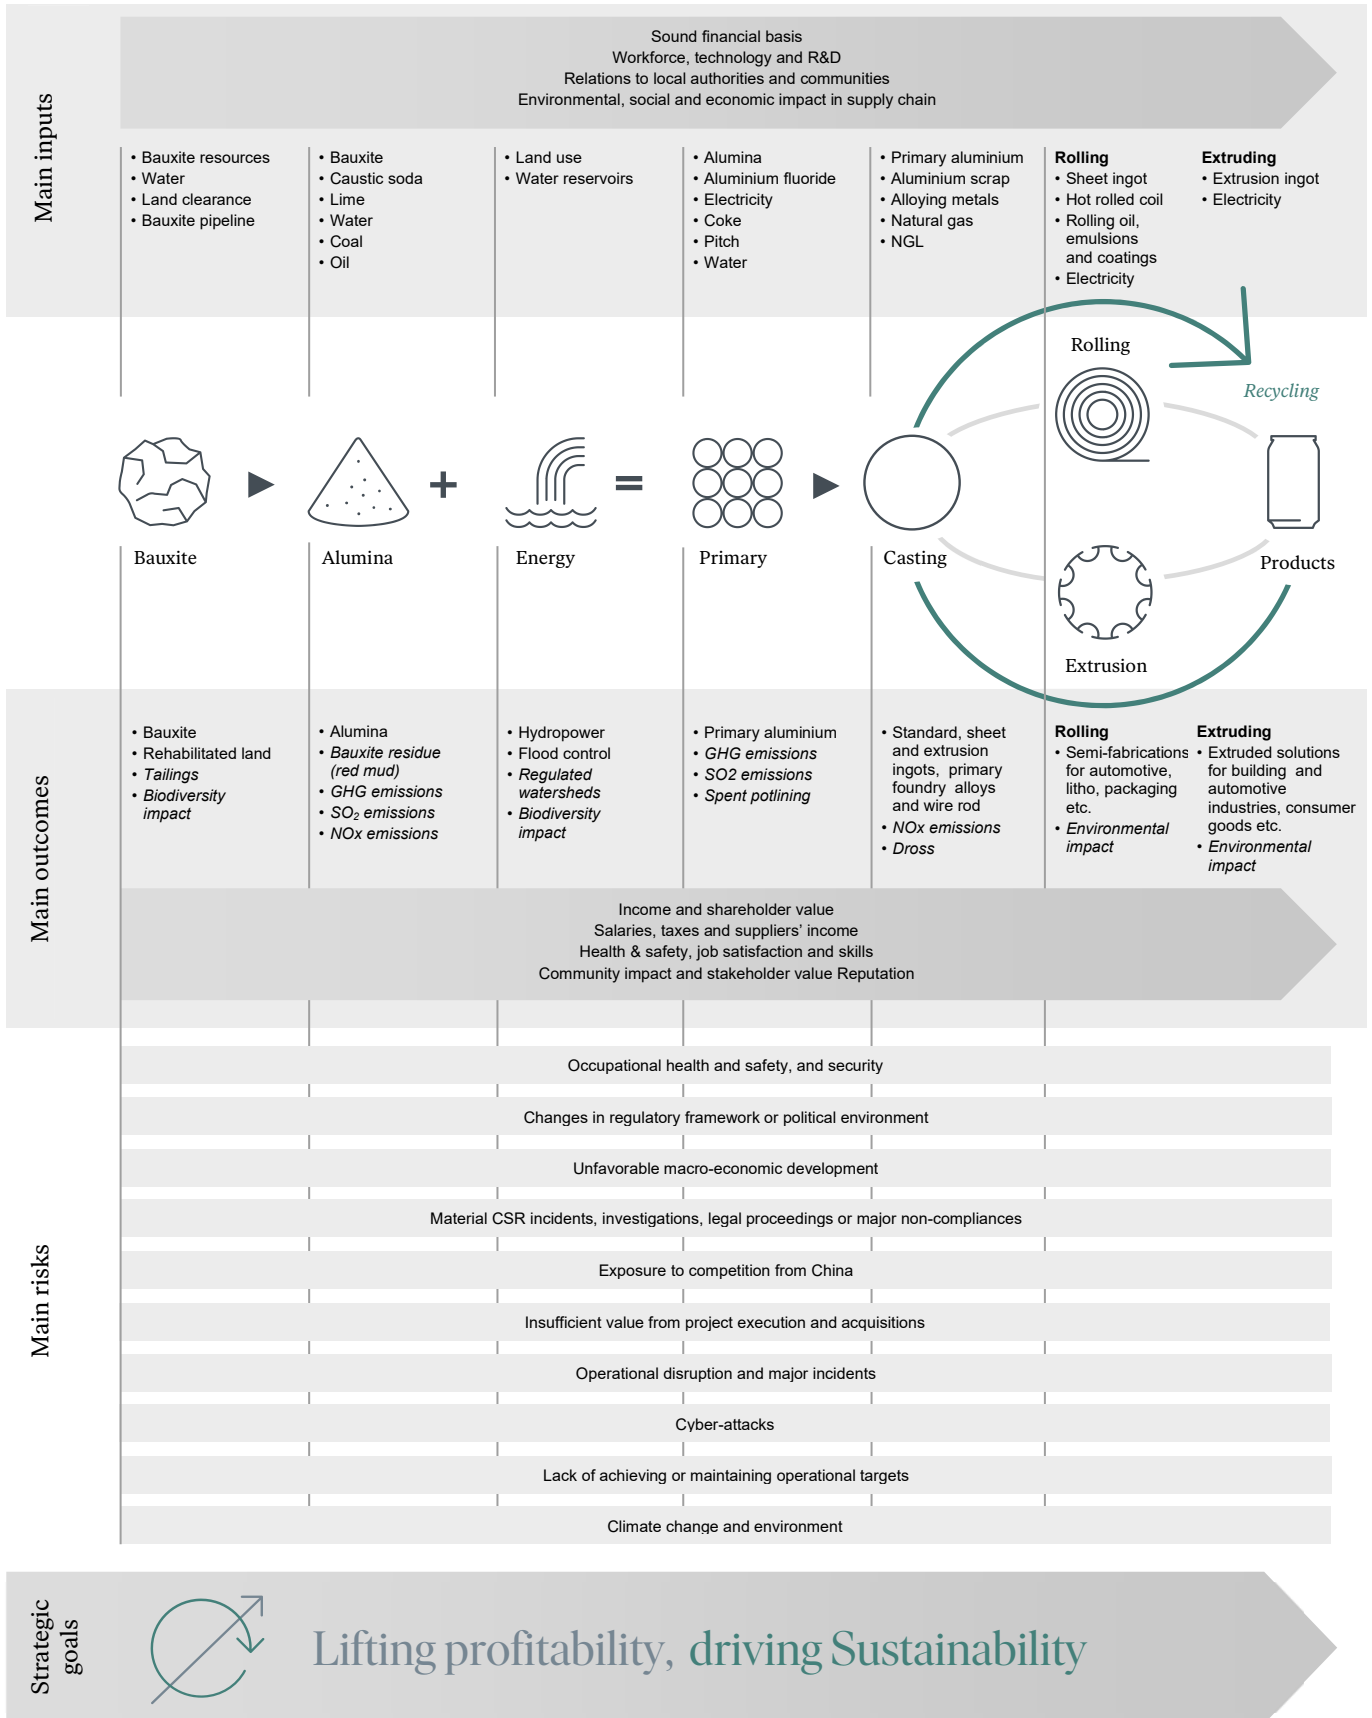 Main inputs
Sound financial basis
Workforce, technology and R&D
Relations to local authorities and communities
Environmental, social and economic impact in supply chain
• Bauxite resources
• Water
• Land clearance
• Bauxite pipeline
• Bauxite
• Caustic soda
• Lime
• Water
• Coal
• Oil
• Land use
• Water reservoirs
• Alumina
• Aluminium fluoride
• Electricity
• Coke
• Pitch
• Water
• Primary aluminium
• Aluminium scrap
• Alloying metals
• Natural gas
• NGL
Rolling
• Sheet ingot
• Hot rolled coil
• Rolling oil,
emulsions
and coatings
• Electricity
Extruding
• Extrusion ingot
• Electricity
Rolling
Recycling
+
=
Bauxite
Alumina
Energy
Primary
Casting
Products
Extrusion
Main outcomes
• Bauxite
• Rehabilitated land
• Tailings
• Biodiversity
impact
• Alumina
• Bauxite residue
(red mud)
• GHG emissions
• SO₂ emissions
• NOx emissions
• Hydropower
• Flood control
• Regulated
watersheds
• Biodiversity
impact
• Primary aluminium
• GHG emissions
• SO2 emissions
• Spent potlining
• Standard, sheet
and extrusion
ingots, primary
foundry alloys
and wire rod
• NOx emissions
• Dross
Rolling
• Semi-fabrications
for automotive,
litho, packaging
etc.
• Environmental
impact
Extruding
• Extruded solutions
for building and
automotive
industries, consumer
goods etc.
• Environmental
impact
Income and shareholder value
Salaries, taxes and suppliers’ income
Health & safety, job satisfaction and skills
Community impact and stakeholder value Reputation
Main risks
Occupational health and safety, and security
Changes in regulatory framework or political environment
Unfavorable macro-economic development
Material CSR incidents, investigations, legal proceedings or major non-compliances
Exposure to competition from China
Insufficient value from project execution and acquisitions
Operational disruption and major incidents
Cyber-attacks
Lack of achieving or maintaining operational targets
Climate change and environment
Strategic
goals
Lifting profitability, driving Sustainability